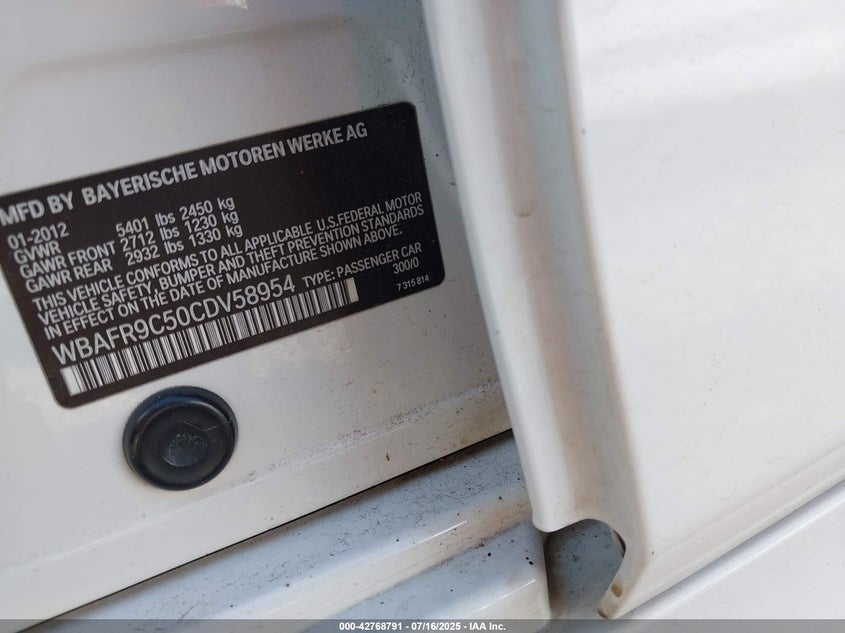 MFD BY BAYERISCHE MOTOREN WERKE AG
01-2012
GVWR 5401 lbs 2450 kg
GAWR FRONT 2712 lbs 1230 kg
GAWR REAR 2932 lbs 1330 kg
THIS VEHICLE CONFORMS TO ALL APPLICABLE U.S.FEDERAL MOTOR
VEHICLE SAFETY, BUMPER AND THEFT PREVENTION STANDARDS
IN EFFECT ON THE DATE OF MANUFACTURE SHOWN ABOVE.
WBAFR9C50CDV58954 TYPE: PASSENGER CAR
300/0
7 315 814
000-42768791 - 07/16/2025 - IAA Inc.